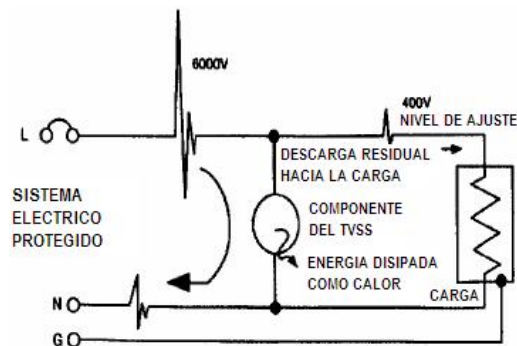 6000V
400V
NIVEL DE AJUSTE
L
DESCARGA RESIDUAL
HACIA LA CARGA
SISTEMA
ELECTRICO
PROTEGIDO
COMPONENTE
DEL TVSS
ENERGIA DISIPADA
COMO CALOR
CARGA
N
G